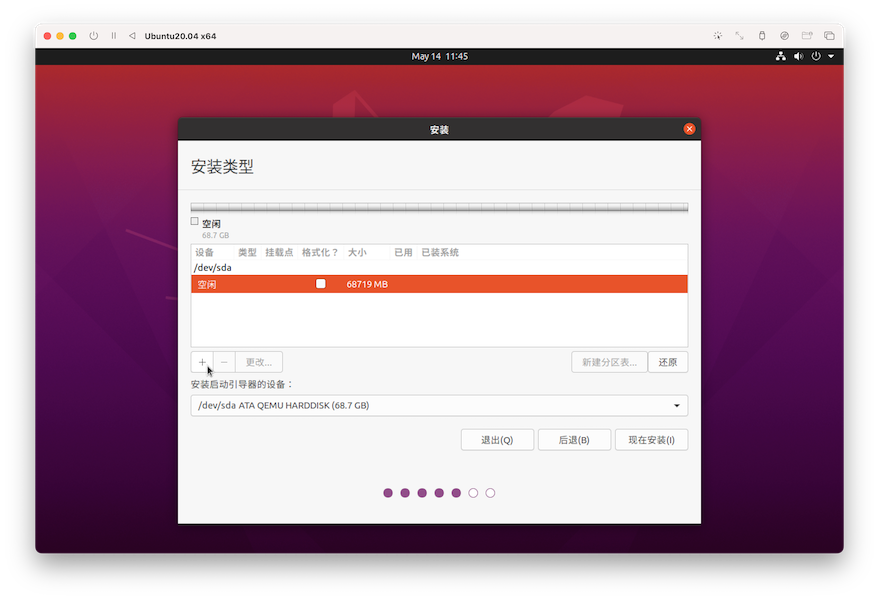 Ubuntu20.04 x64
May 14 11:45
安装
安装类型
空闲
68.7 GB
设备 类型 挂载点 格式化？ 大小 已用 已装系统
/dev/sda
空闲 68719 MB
+ − 更改... 新建分区表... 还原
安装启动引导器的设备：
/dev/sda ATA QEMU HARDDISK (68.7 GB)
退出(Q) 后退(B) 现在安装(I)